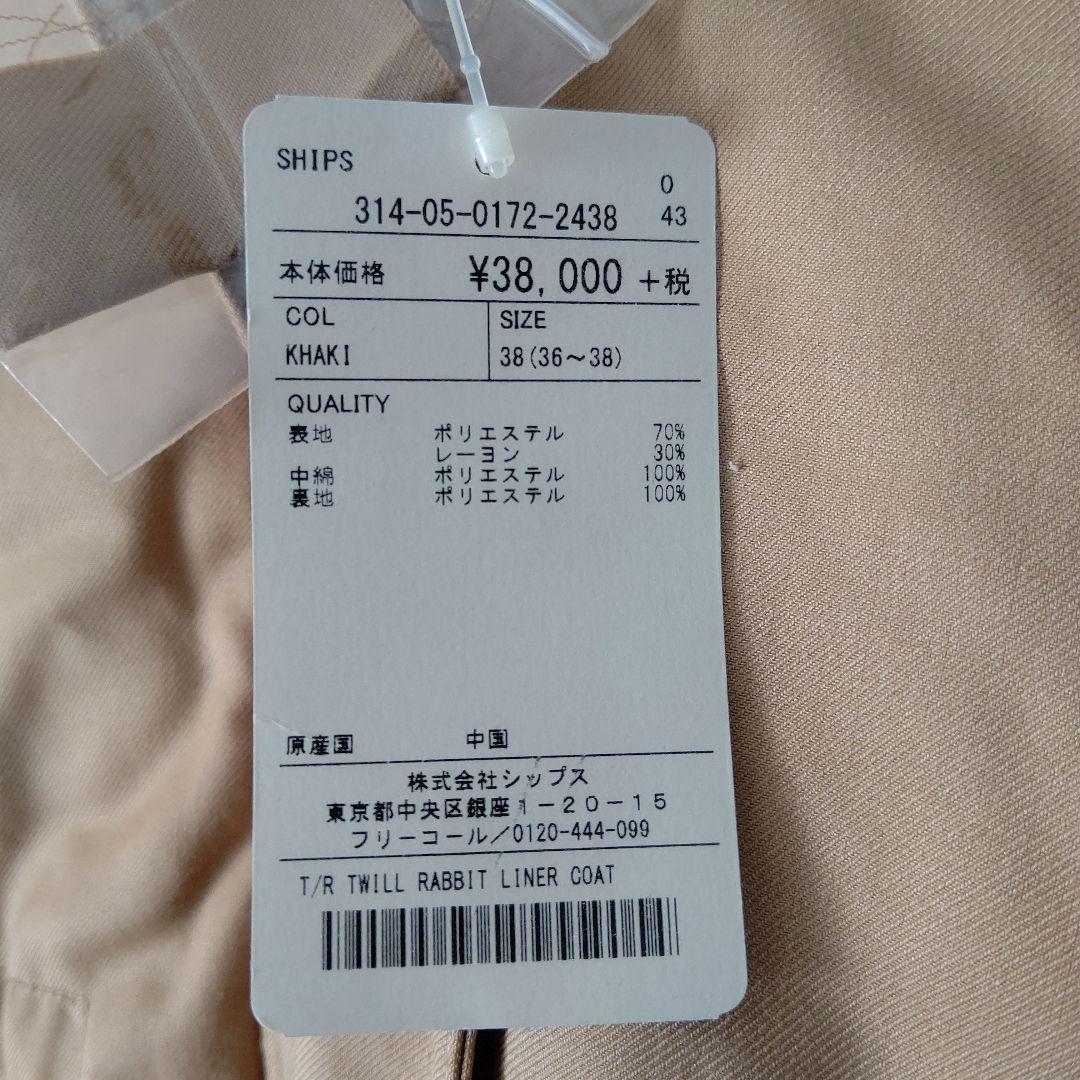 SHIPS
0
314-05-0172-2438 43
本体価格 ¥38,000 +税
COL SIZE
KHAKI 38(36〜38)
QUALITY
表地 ポリエステル 70%
レーヨン 30%
中綿 ポリエステル 100%
裏地 ポリエステル 100%
原産国 中国
株式会社シップス
東京都中央区銀座1-20-15
フリーコール/0120-444-099
T/R TWILL RABBIT LINER COAT